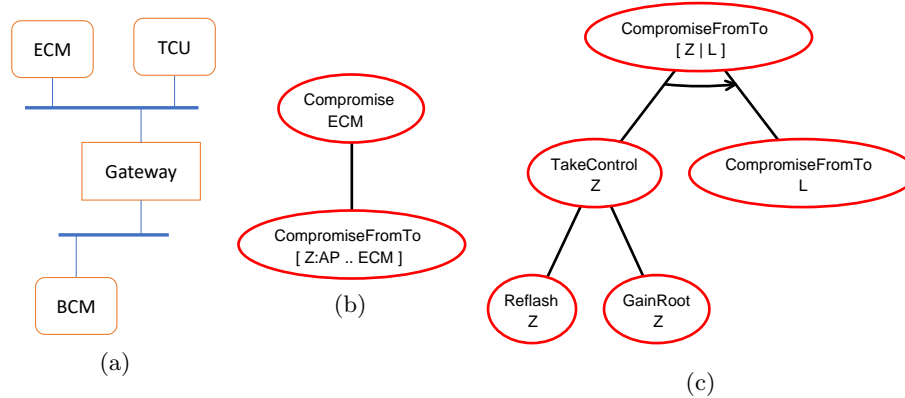 ECM
TCU
Gateway
BCM
(a)
Compromise
ECM
CompromiseFromTo
[ Z:AP .. ECM ]
(b)
CompromiseFromTo
[ Z | L ]
TakeControl
Z
CompromiseFromTo
L
Reflash
Z
GainRoot
Z
(c)